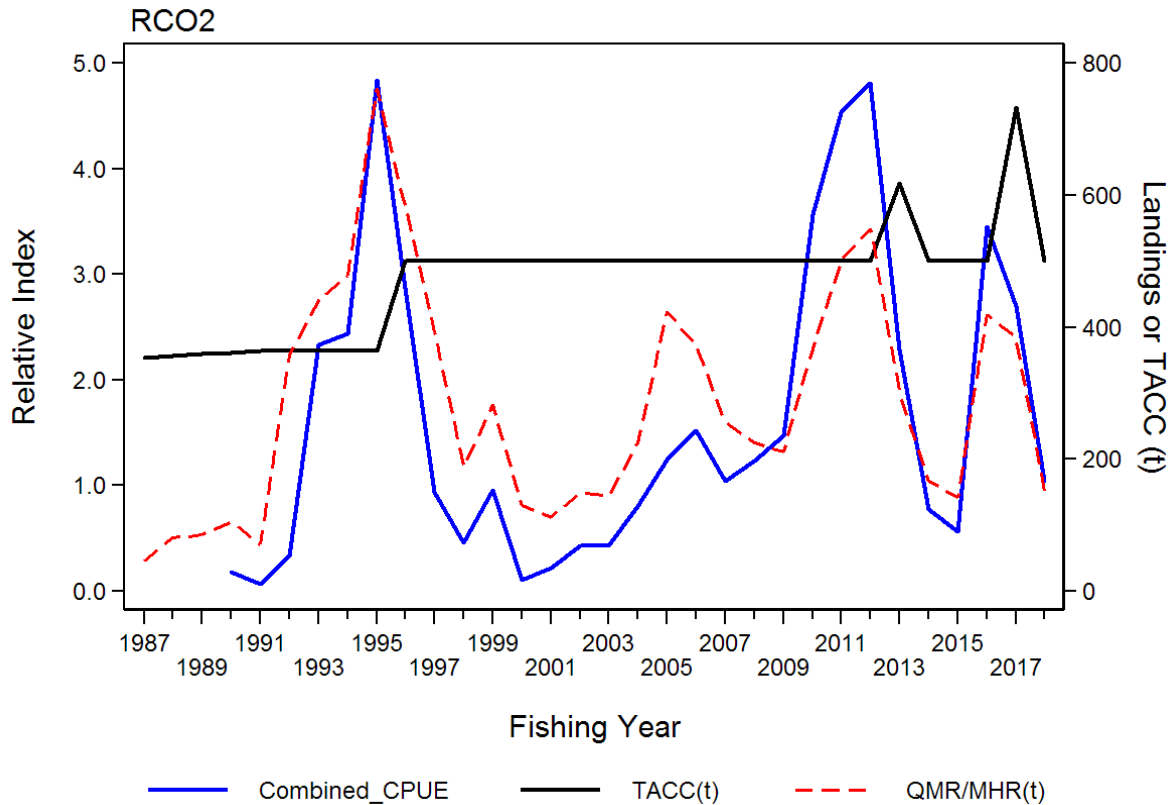 RCO2
5.0
4.0
3.0
2.0
1.0
0.0
Relative Index
800
600
400
200
0
Landings or TACC (t)
1987 1991 1995 1999 2003 2007 2011 2015
1989 1993 1997 2001 2005 2009 2013 2017
Fishing Year
Combined_CPUE TACC(t) QMR/MHR(t)